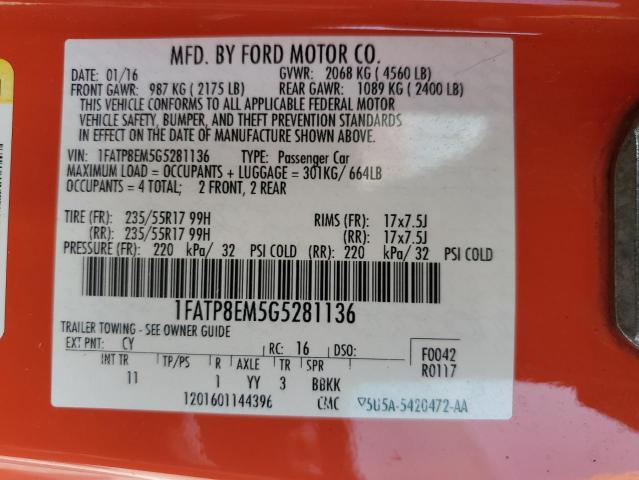 MFD. BY FORD MOTOR CO.
DATE: 01/16 GVWR: 2068 KG ( 4560 LB)
FRONT GAWR: 987 KG ( 2175 LB) REAR GAWR: 1089 KG ( 2400 LB)
THIS VEHICLE CONFORMS TO ALL APPLICABLE FEDERAL MOTOR
VEHICLE SAFETY, BUMPER, AND THEFT PREVENTION STANDARDS
IN EFFECT ON THE DATE OF MANUFACTURE SHOWN ABOVE.
VIN: 1FATP8EM5G5281136 TYPE: Passenger Car
MAXIMUM LOAD = OCCUPANTS + LUGGAGE = 301KG/ 664LB
OCCUPANTS = 4 TOTAL; 2 FRONT, 2 REAR
TIRE (FR): 235/55R17 99H RIMS (FR): 17x7.5J
(RR): 235/55R17 99H (RR): 17x7.5J
PRESSURE (FR): 220 kPa/ 32 PSI COLD (RR): 220 kPa/ 32 PSI COLD
1FATP8EM5G5281136
TRAILER TOWING - SEE OWNER GUIDE
EXT PNT: CY RC: 16 DSO: F0042
INT TR TP/PS R AXLE TR SPR R0117
11 1 YY 3 BBKK
1201601144396 CMC ▽5U5A-5420472-AA